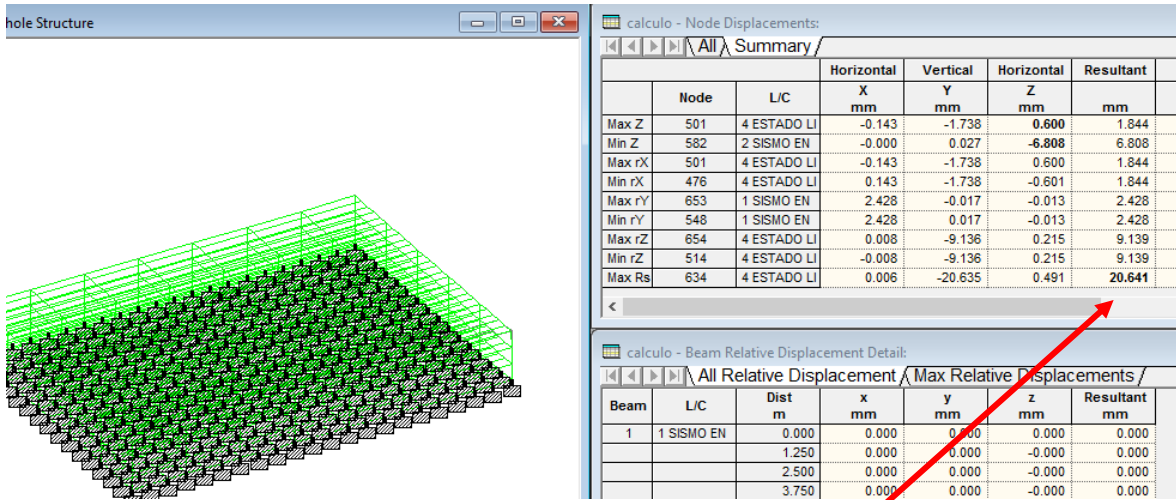 hole Structure
calculo - Node Displacements:
All Summary
Horizontal Vertical Horizontal Resultant
Node L/C X mm Y mm Z mm mm
Max Z 501 4 ESTADO LI -0.143 -1.738 0.600 1.844
Min Z 582 2 SISMO EN -0.000 0.027 -6.808 6.808
Max rX 501 4 ESTADO LI -0.143 -1.738 0.600 1.844
Min rX 476 4 ESTADO LI 0.143 -1.738 -0.601 1.844
Max rY 653 1 SISMO EN 2.428 -0.017 -0.013 2.428
Min rY 548 1 SISMO EN 2.428 0.017 -0.013 2.428
Max rZ 654 4 ESTADO LI 0.008 -9.136 0.215 9.139
Min rZ 514 4 ESTADO LI -0.008 -9.136 0.215 9.139
Max Rs 634 4 ESTADO LI 0.006 -20.635 0.491 20.641
calculo - Beam Relative Displacement Detail:
All Relative Displacement Max Relative Displacements
Beam L/C Dist m x mm y mm z mm Resultant mm
1 1 SISMO EN 0.000 0.000 0.000 0.000 0.000
1.250 0.000 0.000 -0.000 0.000
2.500 0.000 0.000 -0.000 0.000
3.750 0.000 0.000 -0.000 0.000